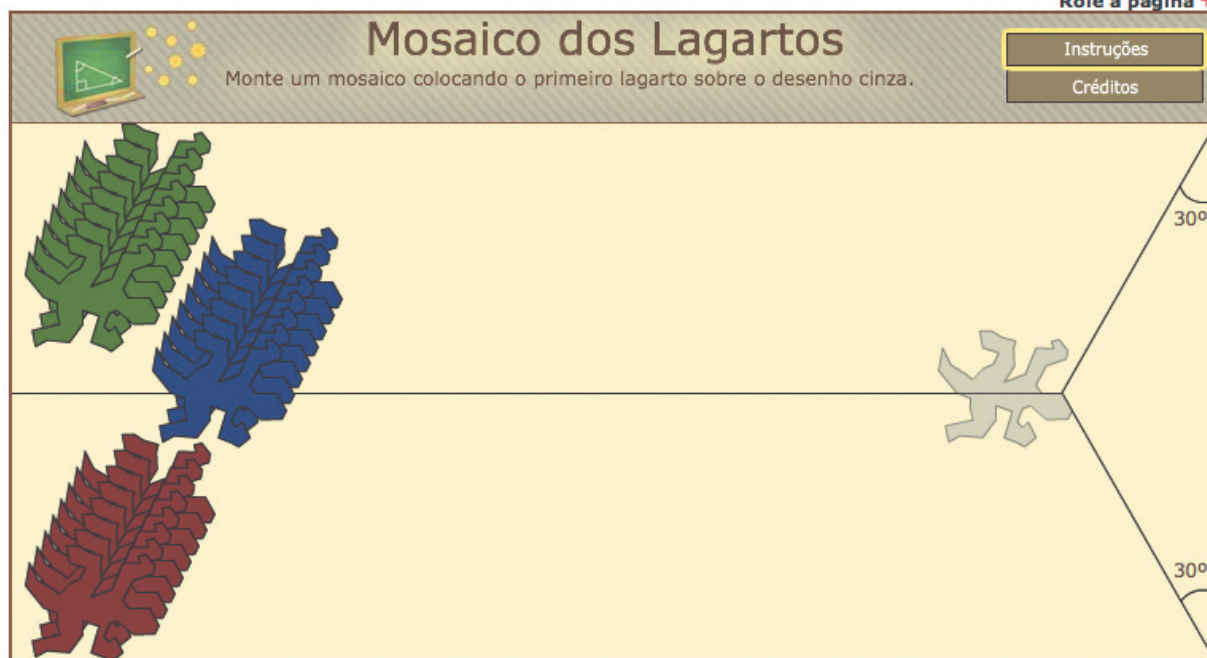 Role a página
Mosaico dos Lagartos
Monte um mosaico colocando o primeiro lagarto sobre o desenho cinza.
Instruções
Créditos
30º
30º